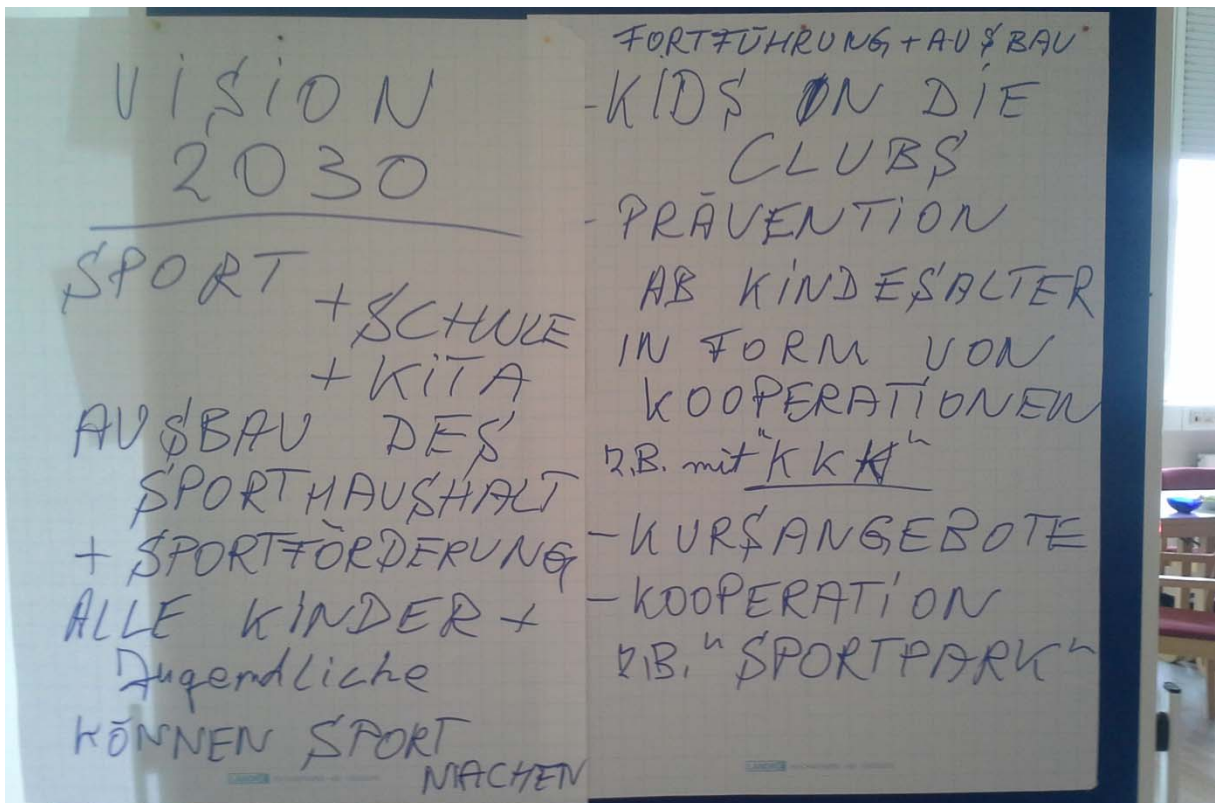 VISION
2030
SPORT
+ SCHULE
+ KITA
AUSBAU DES
SPORTHAUSHALT
+ SPORTFÖRDERUNG
ALLE KINDER +
Jugendliche
KÖNNEN SPORT
MACHEN
FORTFÜHRUNG + AUSBAU
- KIDS IN DIE
CLUBS
- PRÄVENTION
AB KINDESALTER
IN FORM VON
KOOPERATIONEN
z.B. mit "KKH"
- KURSANGEBOTE
- KOOPERATION
z.B. "SPORTPARK"